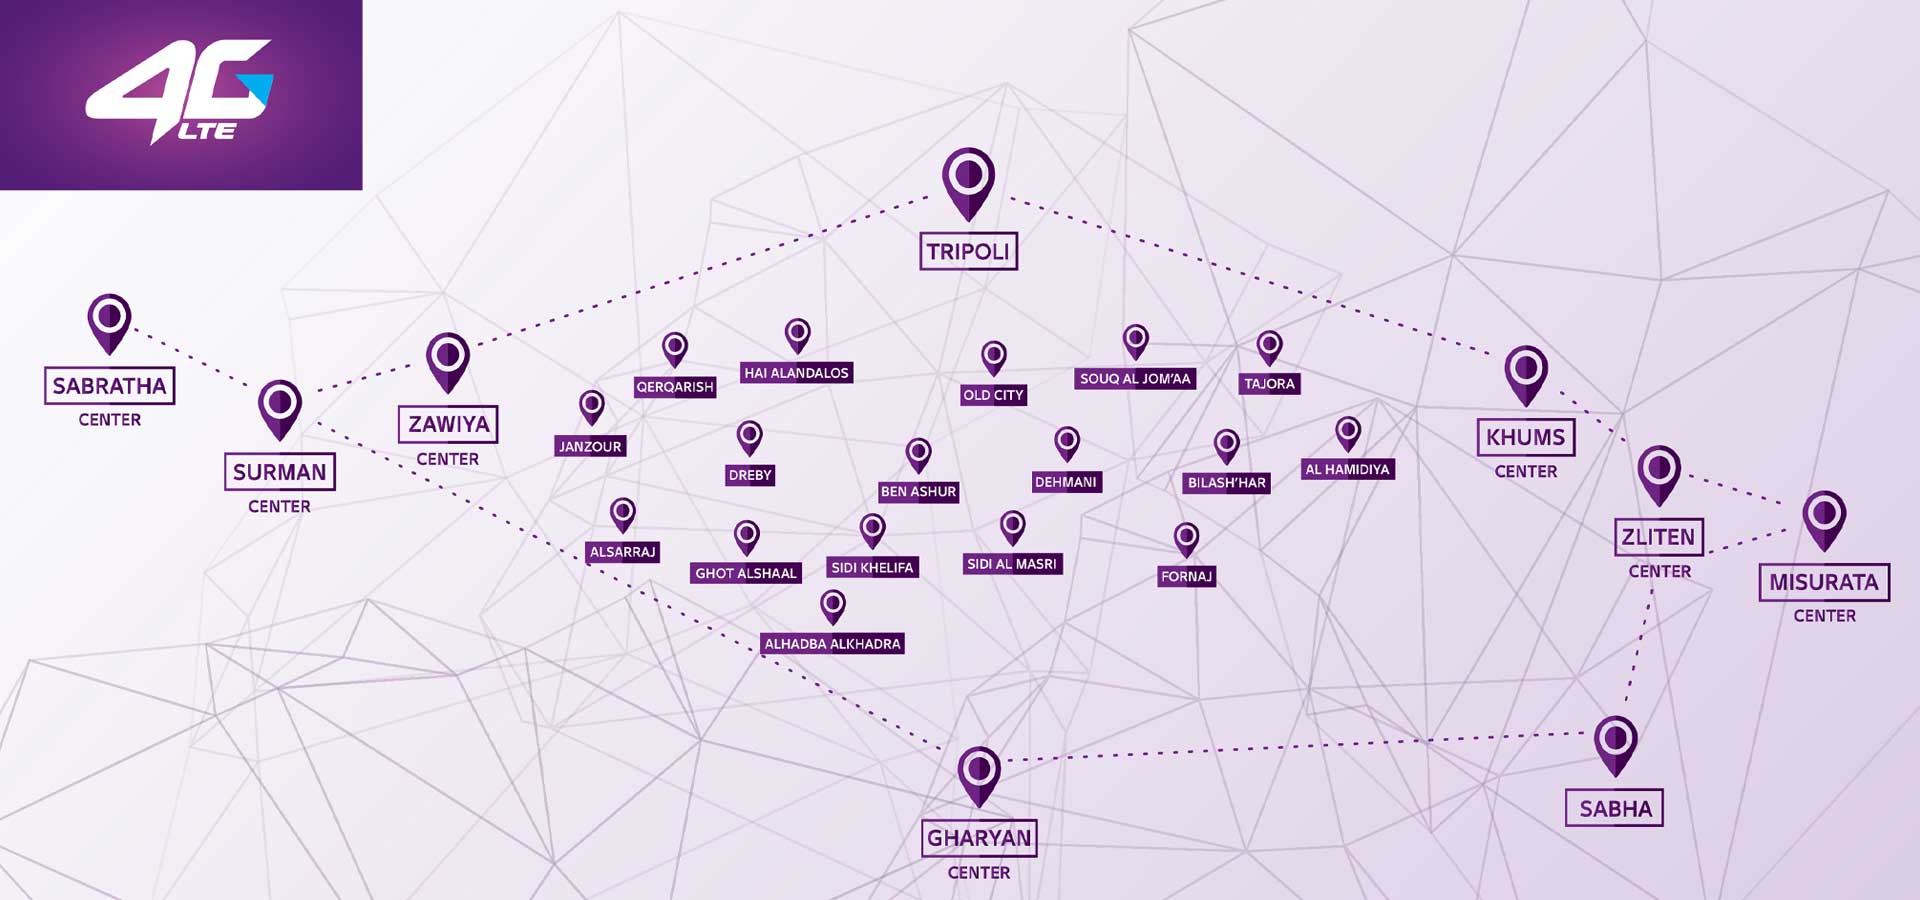 4G
LTE
TRIPOLI
SABRATHA
CENTER
SURMAN
CENTER
ZAWIYA
CENTER
QERQARISH
HAI ALANDALOS
OLD CITY
SOUQ AL JOM'AA
TAJORA
JANZOUR
DREBY
BEN ASHUR
DEHMANI
BILASH'HAR
AL HAMIDIYA
KHUMS
CENTER
ALSARRAJ
GHOT ALSHAAL
SIDI KHELIFA
SIDI AL MASRI
FORNAJ
ZLITEN
CENTER
MISURATA
CENTER
ALHADBA ALKHADRA
GHARYAN
CENTER
SABHA